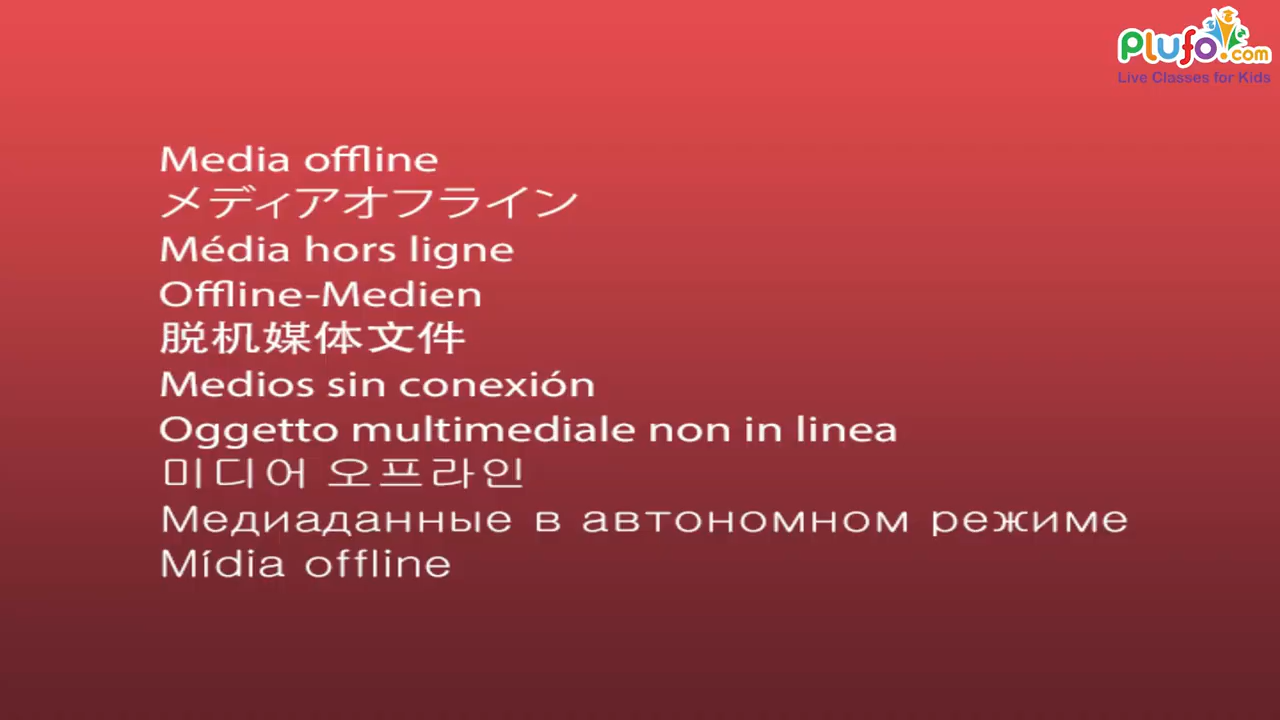 Plufo.com
Live Classes for Kids
Media offline
メディアオフライン
Média hors ligne
Offline-Medien
脱机媒体文件
Medios sin conexión
Oggetto multimediale non in linea
미디어 오프라인
Медиаданные в автономном режиме
Mídia offline